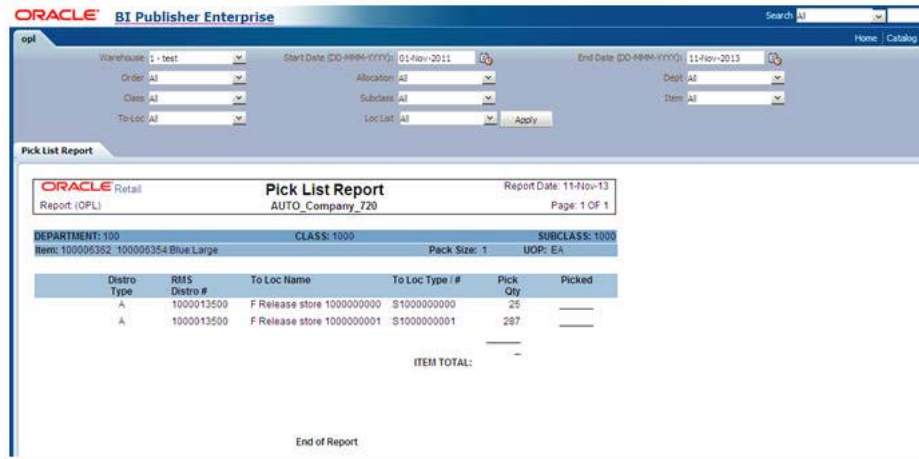 ORACLE BI Publisher Enterprise Search All
opl Home Catalog
Warehouse 1 - test Start Date (DD-MMM-YYYY): 01-Nov-2011 End Date (DD-MMM-YYYY): 11-Nov-2013
Order All Allocation All Dept All
Class All Subclass All Item All
To-Loc All Loc List All Apply
Pick List Report
ORACLE Retail Pick List Report Report Date: 11-Nov-13
Report: (OPL) AUTO_Company_720 Page: 1 OF 1
DEPARTMENT: 100 CLASS: 1000 SUBCLASS: 1000
Item: 100006362 100006354:Blue:Large Pack Size: 1 UOP: EA
Distro Type RMS Distro # To Loc Name To Loc Type / # Pick Qty Picked
A 1000013500 F Release store 1000000000 S1000000000 25
A 1000013500 F Release store 1000000001 S1000000001 287
ITEM TOTAL:
End of Report